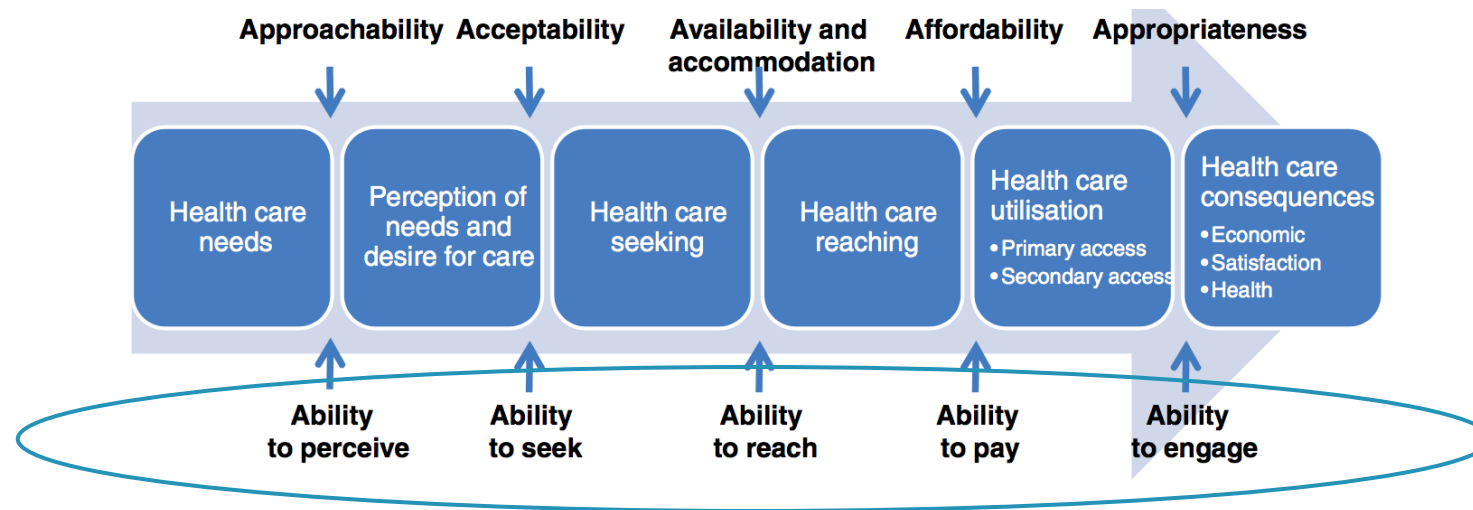 Approachability
Acceptability
Availability and
accommodation
Affordability
Appropriateness
Health care
needs
Perception of
needs and
desire for care
Health care
seeking
Health care
reaching
Health care
utilisation
• Primary access
• Secondary access
Health care
consequences
• Economic
• Satisfaction
• Health
Ability
to perceive
Ability
to seek
Ability
to reach
Ability
to pay
Ability
to engage